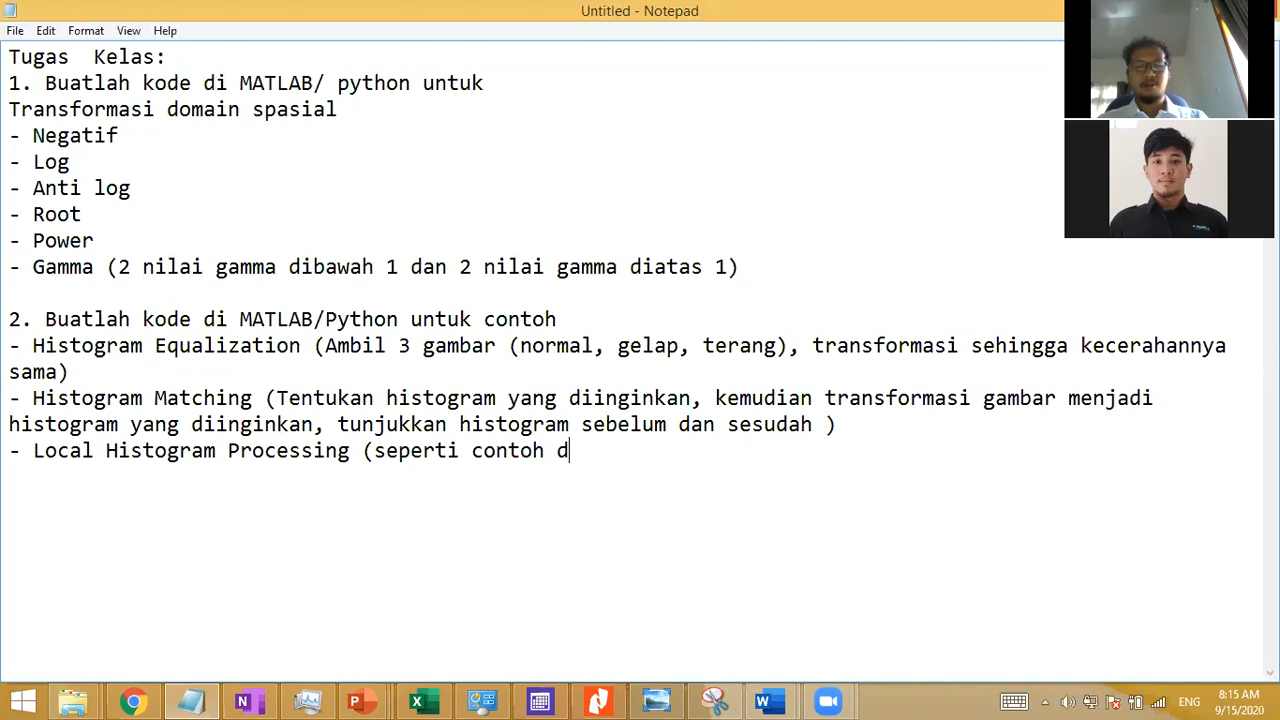 Untitled - Notepad
File Edit Format View Help
Tugas  Kelas:
1. Buatlah kode di MATLAB/ python untuk
Transformasi domain spasial
- Negatif
- Log
- Anti log
- Root
- Power
- Gamma (2 nilai gamma dibawah 1 dan 2 nilai gamma diatas 1)
2. Buatlah kode di MATLAB/Python untuk contoh
- Histogram Equalization (Ambil 3 gambar (normal, gelap, terang), transformasi sehingga kecerahannya
sama)
- Histogram Matching (Tentukan histogram yang diinginkan, kemudian transformasi gambar menjadi
histogram yang diinginkan, tunjukkan histogram sebelum dan sesudah )
- Local Histogram Processing (seperti contoh d
ENG
8:15 AM
9/15/2020